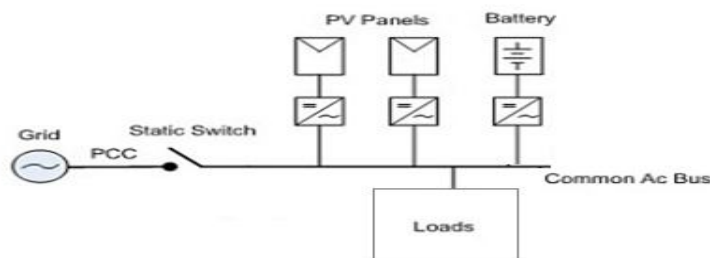 PV Panels
Battery
Grid
Static Switch
PCC
Common Ac Bus
Loads